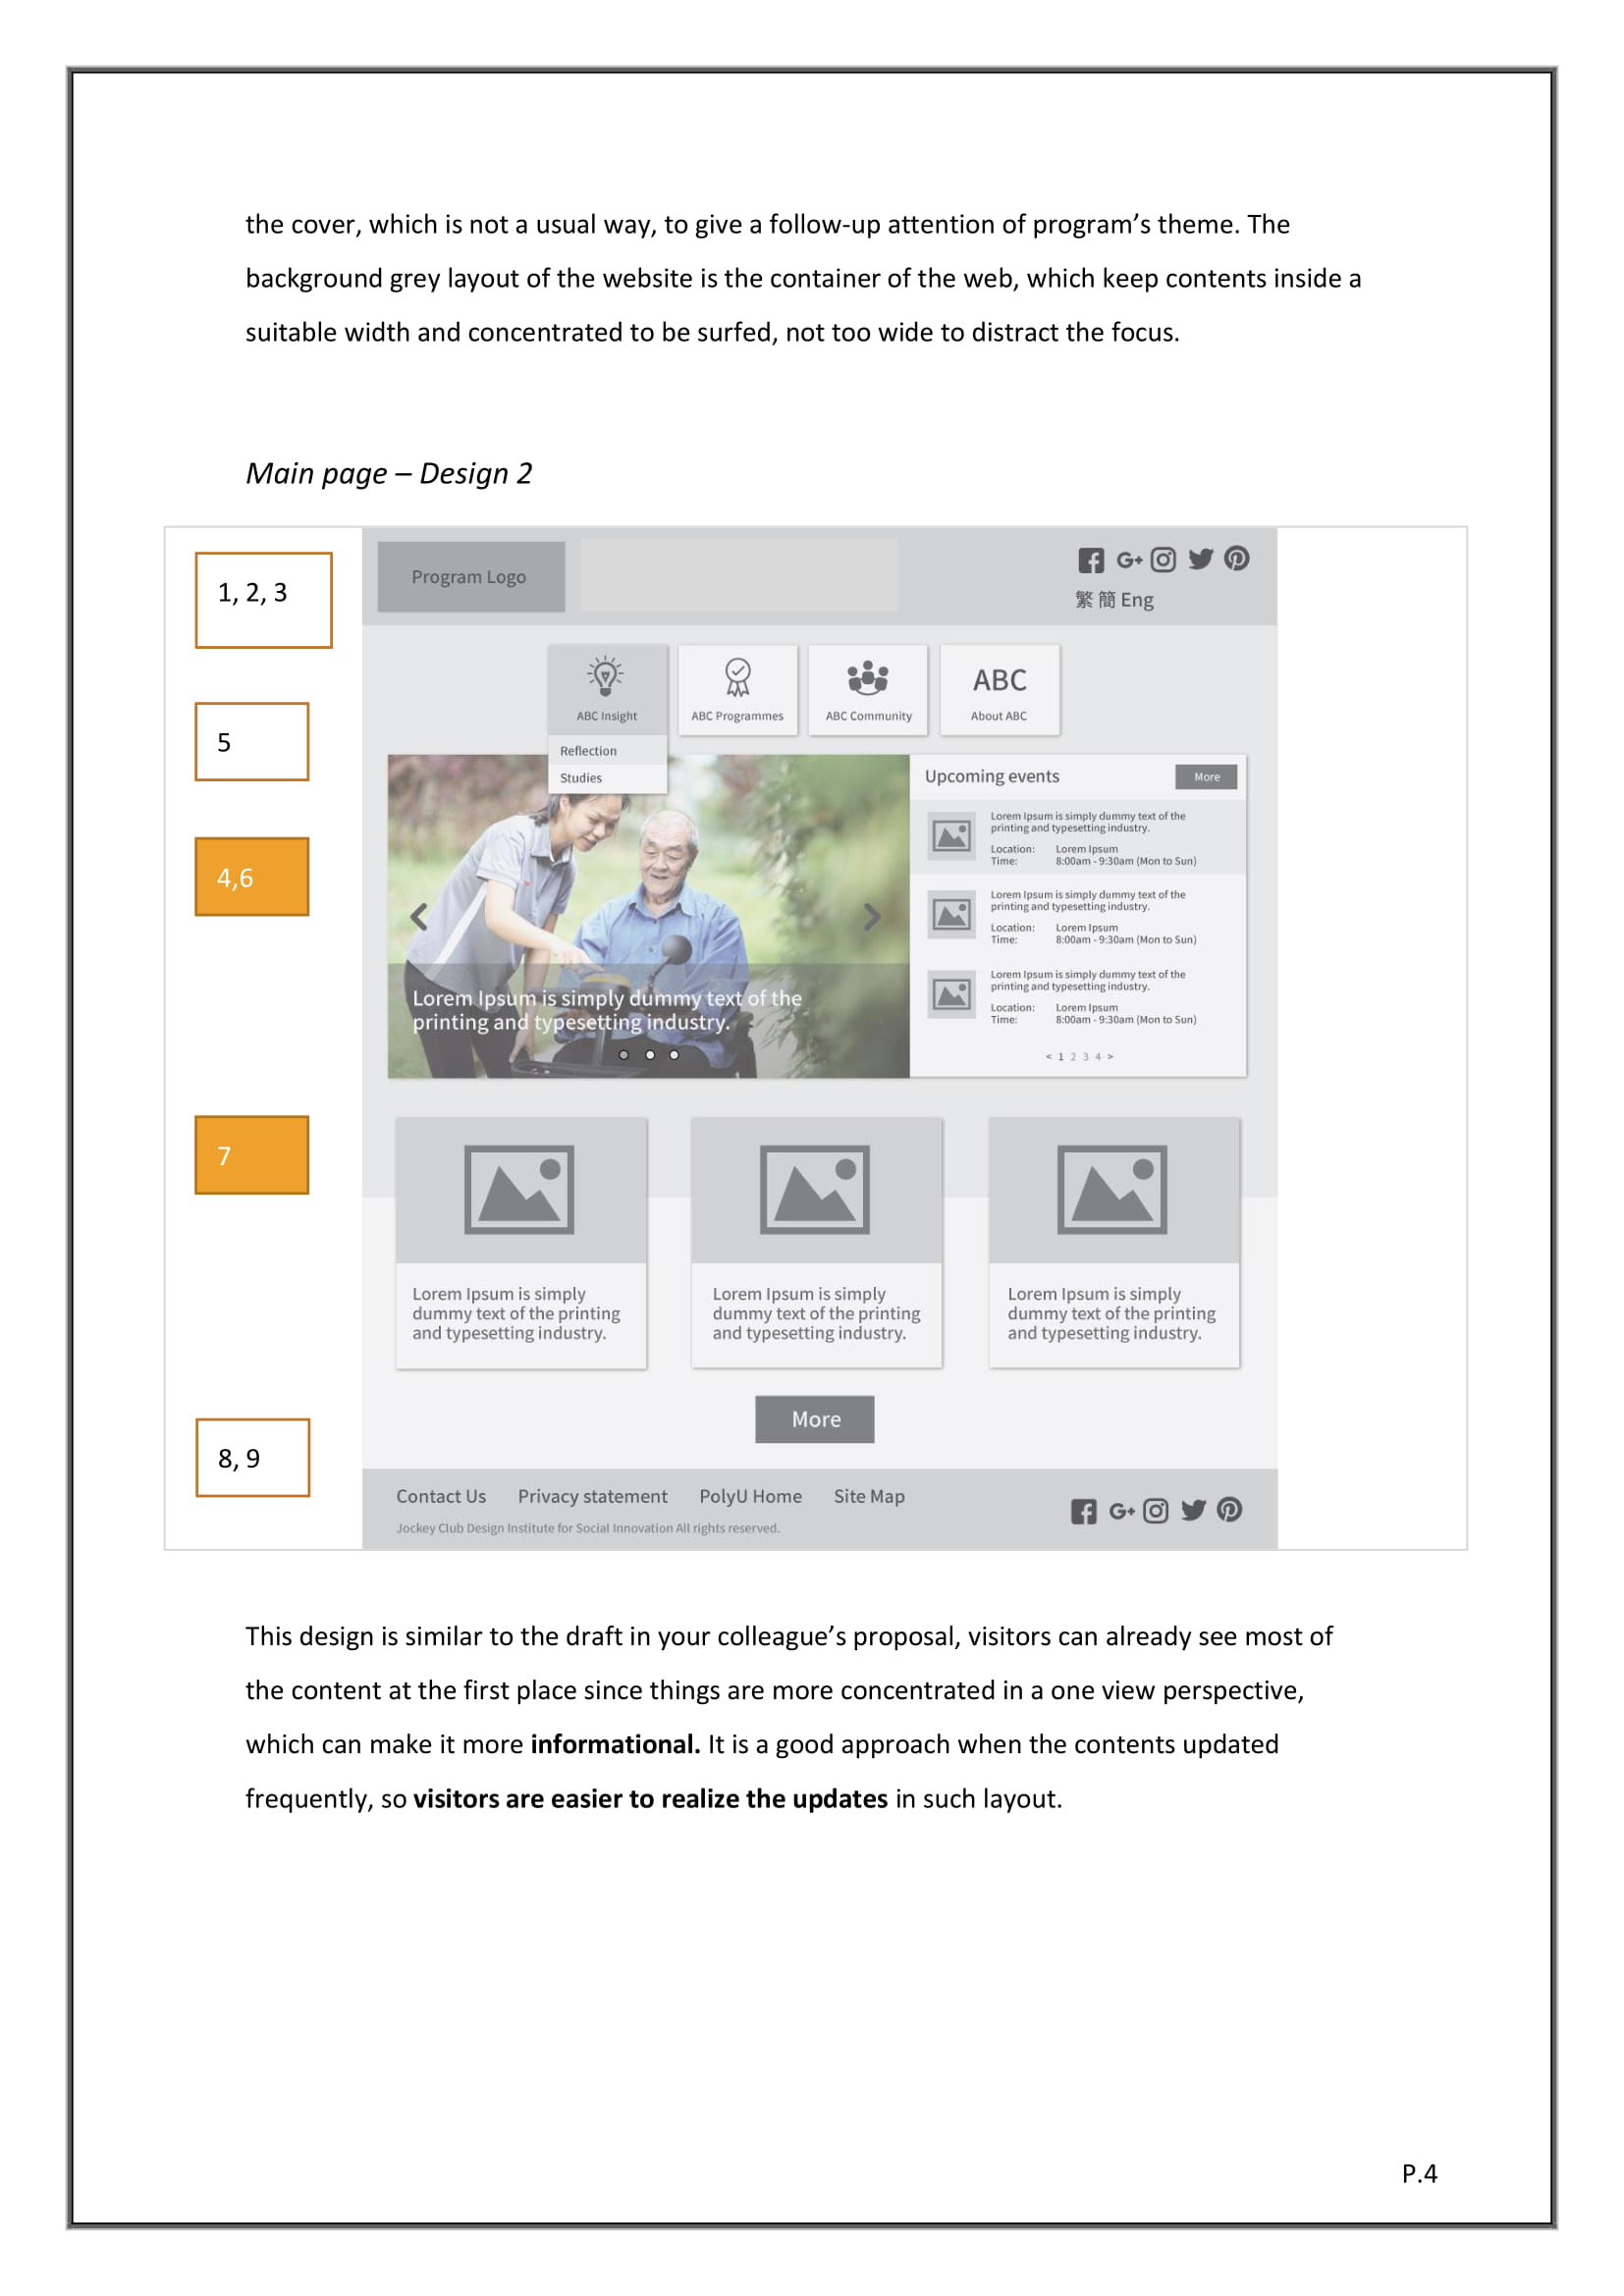 the cover, which is not a usual way, to give a follow-up attention of program’s theme. The
background grey layout of the website is the container of the web, which keep contents inside a
suitable width and concentrated to be surfed, not too wide to distract the focus.
Main page – Design 2
1, 2, 3
5
4,6
7
8, 9
Program Logo
G+
繁 簡 Eng
ABC Insight
ABC Programmes
ABC Community
ABC
About ABC
Reflection
Studies
Lorem Ipsum is simply dummy text of the
printing and typesetting industry.
Upcoming events
More
Lorem Ipsum is simply dummy text of the
printing and typesetting industry.
Location: Lorem Ipsum
Time: 8:00am - 9:30am (Mon to Sun)
Lorem Ipsum is simply dummy text of the
printing and typesetting industry.
Location: Lorem Ipsum
Time: 8:00am - 9:30am (Mon to Sun)
Lorem Ipsum is simply dummy text of the
printing and typesetting industry.
Location: Lorem Ipsum
Time: 8:00am - 9:30am (Mon to Sun)
< 1 2 3 4 >
Lorem Ipsum is simply
dummy text of the printing
and typesetting industry.
Lorem Ipsum is simply
dummy text of the printing
and typesetting industry.
Lorem Ipsum is simply
dummy text of the printing
and typesetting industry.
More
Contact Us Privacy statement PolyU Home Site Map
Jockey Club Design Institute for Social Innovation All rights reserved.
G+
This design is similar to the draft in your colleague’s proposal, visitors can already see most of
the content at the first place since things are more concentrated in a one view perspective,
which can make it more informational. It is a good approach when the contents updated
frequently, so visitors are easier to realize the updates in such layout.
P.4